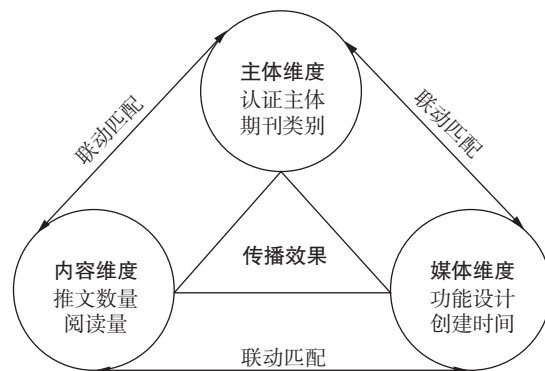 主体维度
认证主体
期刊类别
联动匹配
联动匹配
传播效果
内容维度
推文数量
阅读量
媒体维度
功能设计
创建时间
联动匹配